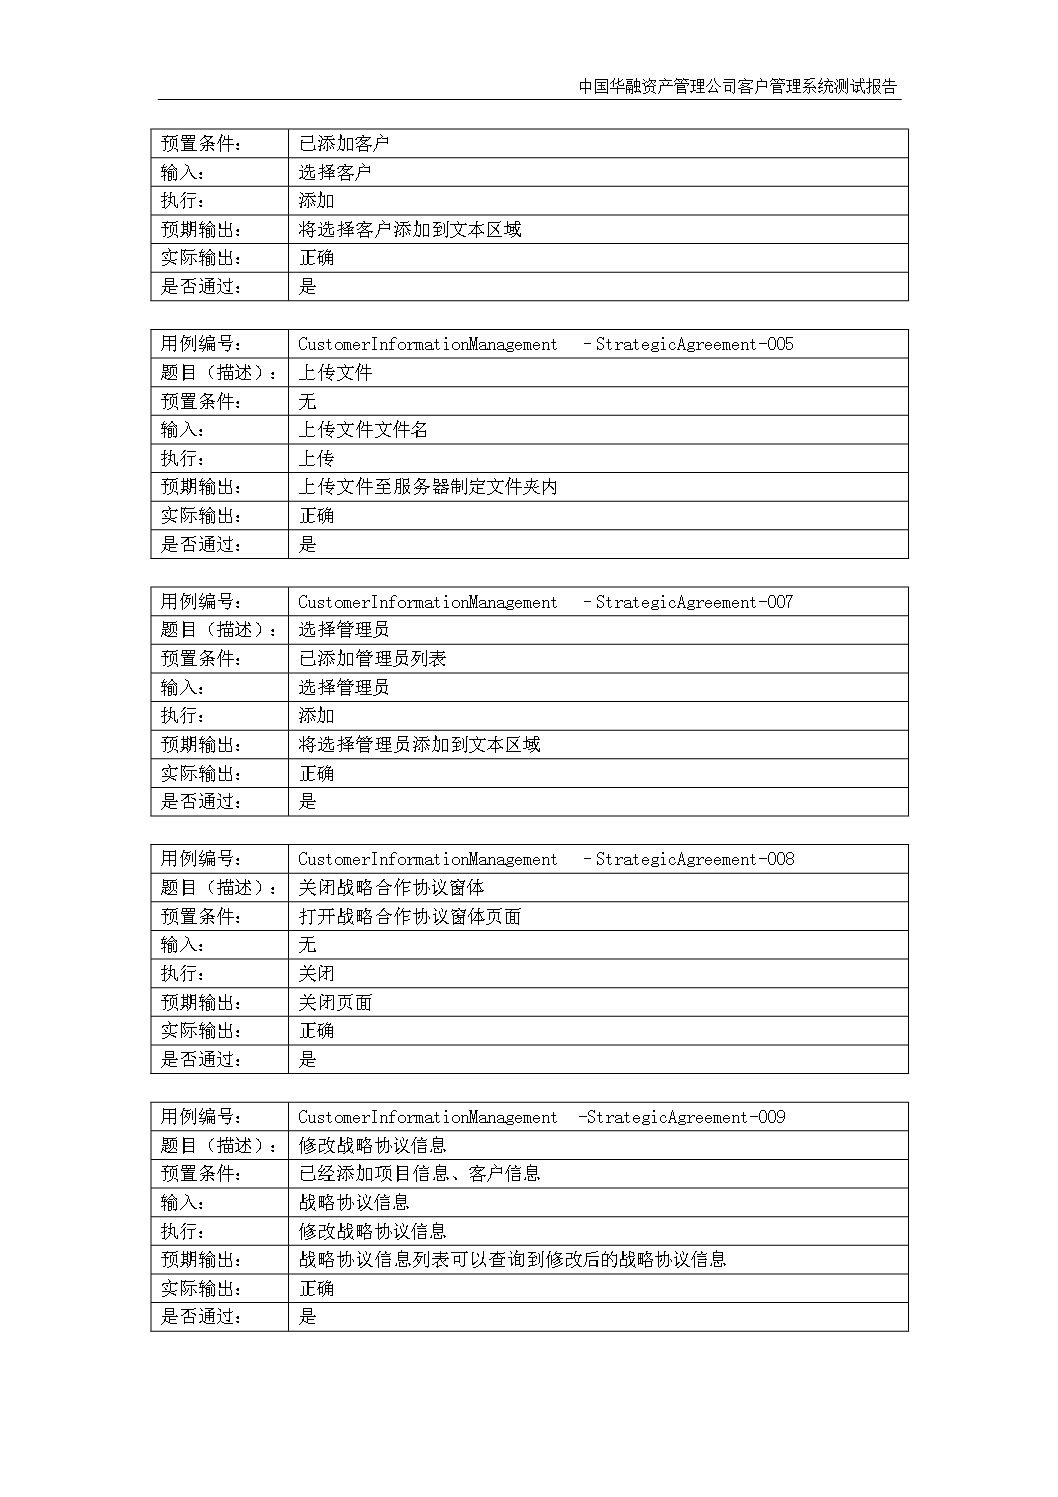 中国华融资产管理公司客户管理系统测试报告
预置条件： 已添加客户
输入： 选择客户
执行： 添加
预期输出： 将选择客户添加到文本区域
实际输出： 正确
是否通过： 是
用例编号： CustomerInformationManagement –StrategicAgreement-005
题目（描述）： 上传文件
预置条件： 无
输入： 上传文件文件名
执行： 上传
预期输出： 上传文件至服务器制定文件夹内
实际输出： 正确
是否通过： 是
用例编号： CustomerInformationManagement –StrategicAgreement-007
题目（描述）： 选择管理员
预置条件： 已添加管理员列表
输入： 选择管理员
执行： 添加
预期输出： 将选择管理员添加到文本区域
实际输出： 正确
是否通过： 是
用例编号： CustomerInformationManagement –StrategicAgreement-008
题目（描述）： 关闭战略合作协议窗体
预置条件： 打开战略合作协议窗体页面
输入： 无
执行： 关闭
预期输出： 关闭页面
实际输出： 正确
是否通过： 是
用例编号： CustomerInformationManagement -StrategicAgreement-009
题目（描述）： 修改战略协议信息
预置条件： 已经添加项目信息、客户信息
输入： 战略协议信息
执行： 修改战略协议信息
预期输出： 战略协议信息列表可以查询到修改后的战略协议信息
实际输出： 正确
是否通过： 是